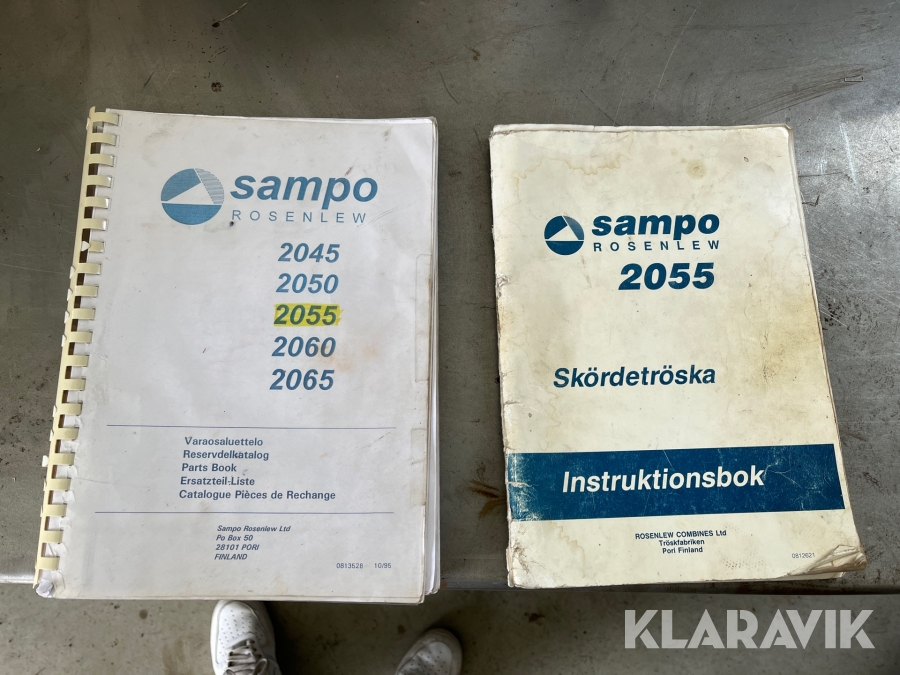 sampo
ROSENLEW
2045
2050
2055
2060
2065
Varaosaluettelo
Reservdelkatalog
Parts Book
Ersatzteil-Liste
Catalogue Pièces de Rechange
Sampo Rosenlew Ltd
Po Box 50
28101 PORI
FINLAND
0813528 10/95
sampo
ROSENLEW
2055
Skördetröska
Instruktionsbok
ROSENLEW COMBINES Ltd
Tröskfabriken
Pori Finland
0812621
KLARAVIK